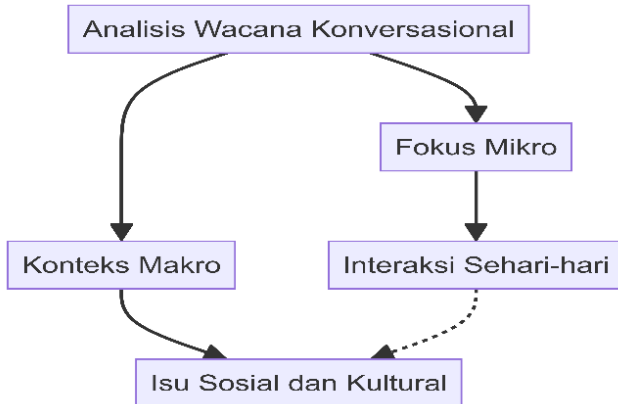 Analisis Wacana Konversasional
Fokus Mikro
Konteks Makro
Interaksi Sehari-hari
Isu Sosial dan Kultural